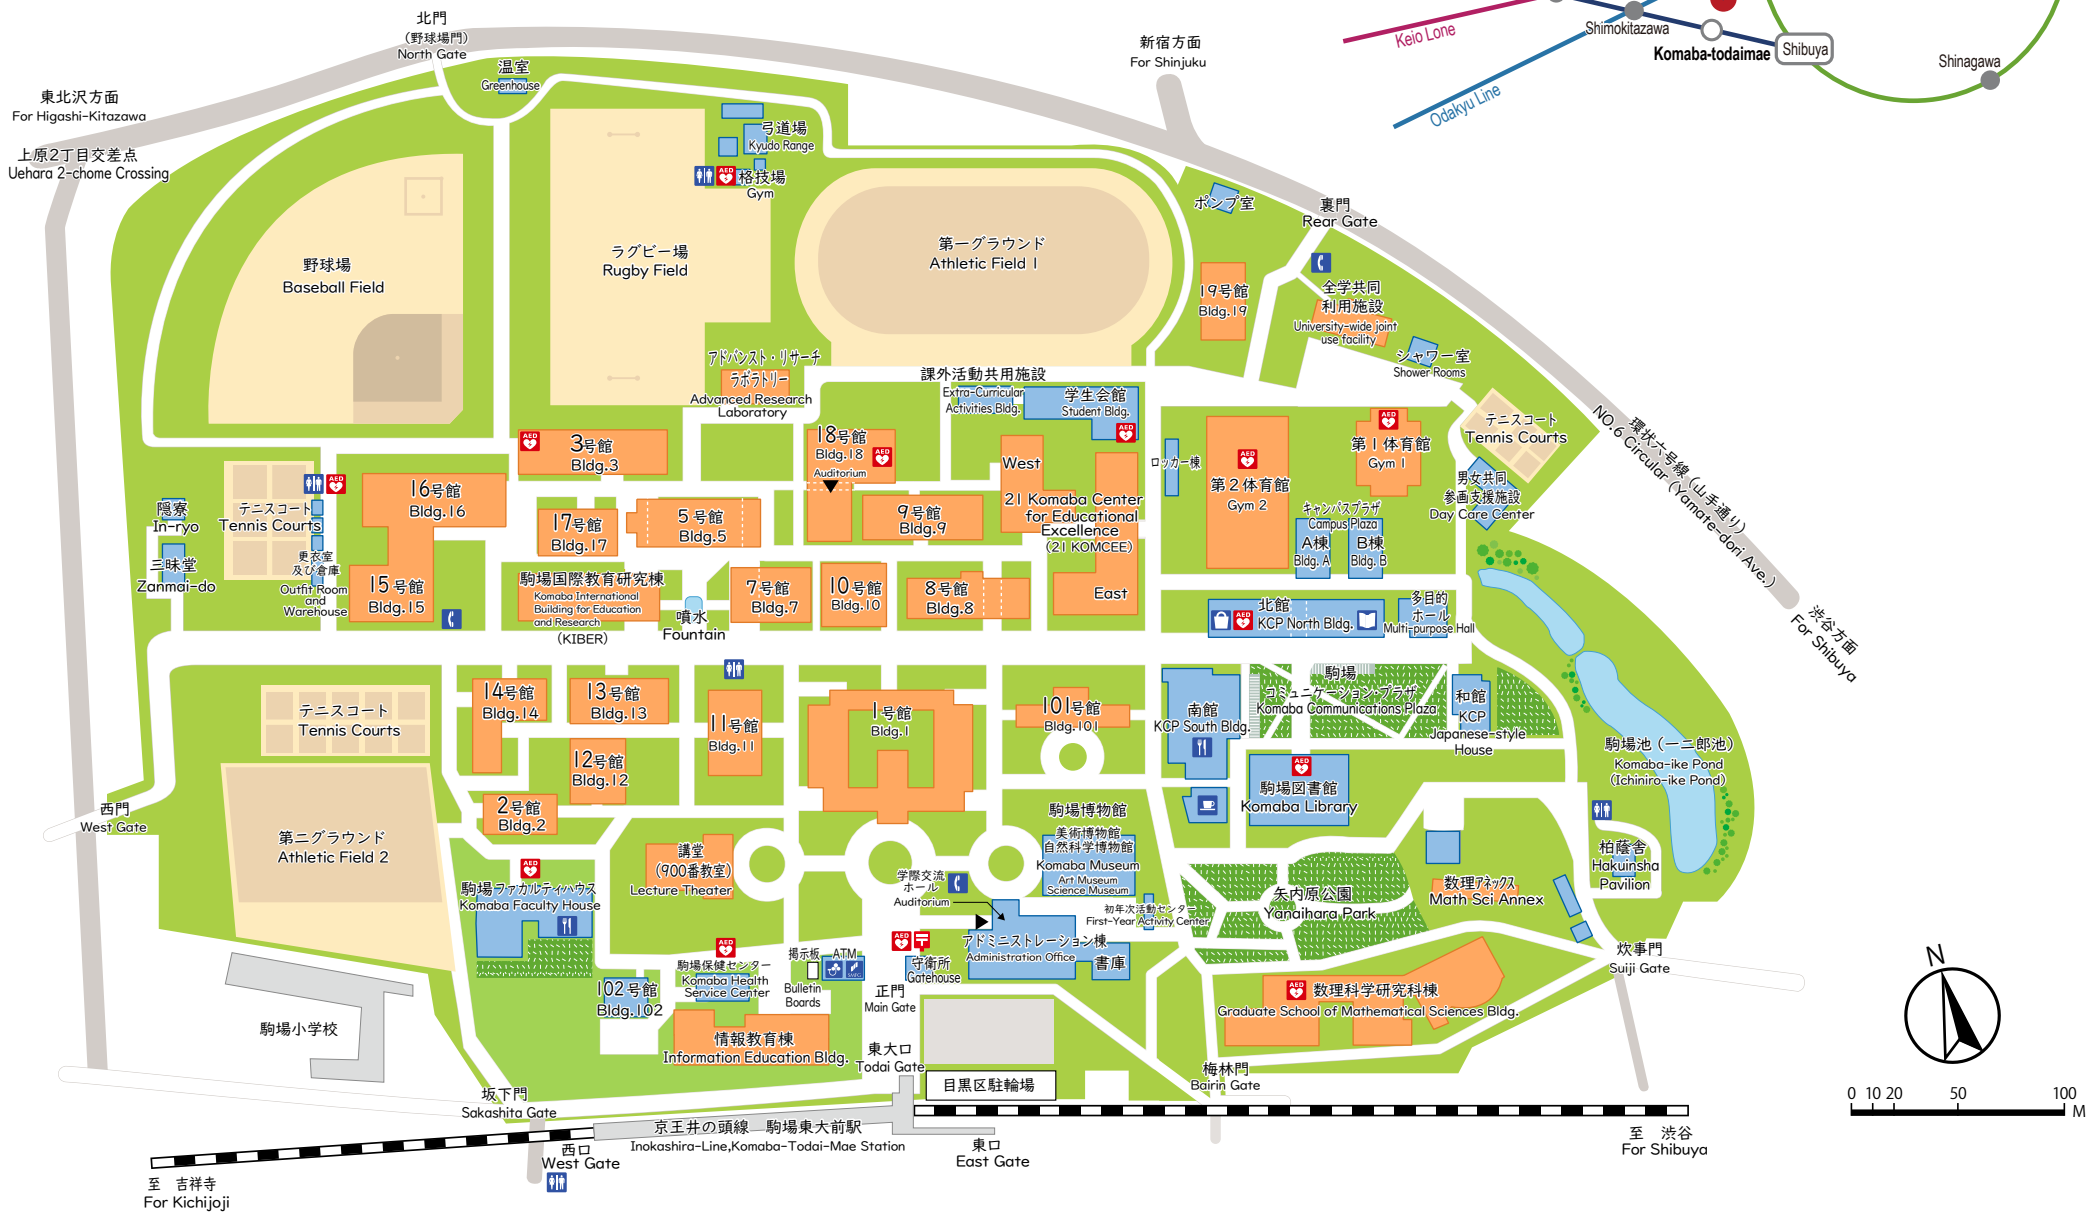 北門
（野球場門）
North Gate
温室
Greenhouse
東北沢方面
For Higashi-Kitazawa
上原2丁目交差点
Uehara 2-chome Crossing
新宿方面
For Shinjuku
Keio Lone
Odakyu Line
Shimokitazawa
Komaba-todaimae
Shibuya
Shinagawa
弓道場
Kyudo Range
AED
格技場
Gym
野球場
Baseball Field
ラグビー場
Rugby Field
第一グラウンド
Athletic Field 1
ポンプ室
裏門
Rear Gate
19号館
Bldg.19
全学共同
利用施設
University-wide joint
use facility
シャワー室
Shower Rooms
アドバンスト・リサーチ
ラボラトリー
Advanced Research
Laboratory
課外活動共用施設
Extra-Curricular
Activities Bldg.
学生会館
Student Bldg.
AED
テニスコート
Tennis Courts
環状六号線（山手通り）
NO.6 Circular (Yamate-dori Ave.)
渋谷方面
For Shibuya
AED
3号館
Bldg.3
18号館
Bldg.18
AED
Auditorium
West
21 Komaba Center
for Educational
Excellence
(21 KOMCEE)
East
ロッカー棟
AED
第2体育館
Gym 2
AED
第1体育館
Gym 1
男女共同
参画支援施設
Day Care Center
キャンパスプラザ
Campus Plaza
A棟
Bldg. A
B棟
Bldg. B
隠寮
In-ryo
三昧堂
Zanmai-do
AED
テニスコート
Tennis Courts
更衣室
及び倉庫
Outfit Room
and
Warehouse
16号館
Bldg.16
15号館
Bldg.15
17号館
Bldg.17
5号館
Bldg.5
9号館
Bldg.9
駒場国際教育研究棟
Komaba International
Building for Education
and Research
(KIBER)
噴水
Fountain
7号館
Bldg.7
10号館
Bldg.10
8号館
Bldg.8
AED
北館
KCP North Bldg.
多目的
ホール
Multi-purpose Hall
テニスコート
Tennis Courts
14号館
Bldg.14
13号館
Bldg.13
11号館
Bldg.11
12号館
Bldg.12
2号館
Bldg.2
1号館
Bldg.1
101号館
Bldg.101
南館
KCP South Bldg.
駒場
コミュニケーション・プラザ
Komaba Communications Plaza
和館
KCP
Japanese-style
House
駒場池（一二郎池）
Komaba-ike Pond
(Ichiniro-ike Pond)
AED
駒場図書館
Komaba Library
西門
West Gate
第二グラウンド
Athletic Field 2
講堂
(900番教室)
Lecture Theater
AED
駒場ファカルティハウス
Komaba Faculty House
駒場博物館
美術博物館
自然科学博物館
Komaba Museum
Art Museum
Science Museum
学際交流
ホール
Auditorium
初年次活動センター
First-Year Activity Center
矢内原公園
Yanaihara Park
数理アネックス
Math Sci Annex
柏蔭舎
Hakuinsha
Pavilion
炊事門
Suiji Gate
AED
アドミニストレーション棟
Administration Office
書庫
守衛所
Gatehouse
掲示板
Bulletin
Boards
ATM
SMFG
正門
Main Gate
AED
駒場保健センター
Komaba Health
Service Center
102号館
Bldg.102
情報教育棟
Information Education Bldg.
AED
数理科学研究科棟
Graduate School of Mathematical Sciences Bldg.
駒場小学校
坂下門
Sakashita Gate
東大口
Todai Gate
目黒区駐輪場
梅林門
Bairin Gate
京王井の頭線　駒場東大前駅
Inokashira-Line,Komaba-Todai-Mae Station
西口
West Gate
東口
East Gate
至　吉祥寺
For Kichijoji
至　渋谷
For Shibuya
N
0 10 20 50 100 M